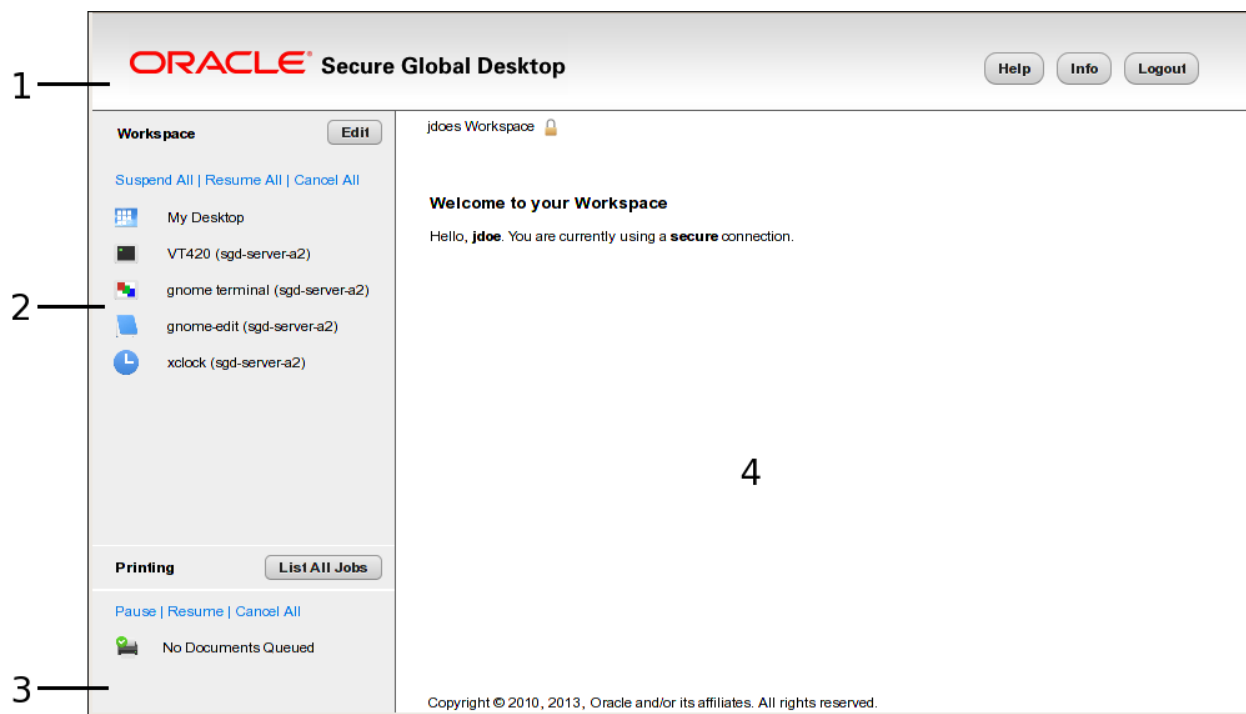 1
ORACLE® Secure Global Desktop
Help
Info
Logout
Workspace
Edit
jdoes Workspace
Suspend All | Resume All | Cancel All
My Desktop
VT420 (sgd-server-a2)
gnome terminal (sgd-server-a2)
gnome-edit (sgd-server-a2)
xclock (sgd-server-a2)
2
Welcome to your Workspace
Hello, jdoe. You are currently using a secure connection.
4
Printing
List All Jobs
Pause | Resume | Cancel All
No Documents Queued
3
Copyright © 2010, 2013, Oracle and/or its affiliates. All rights reserved.